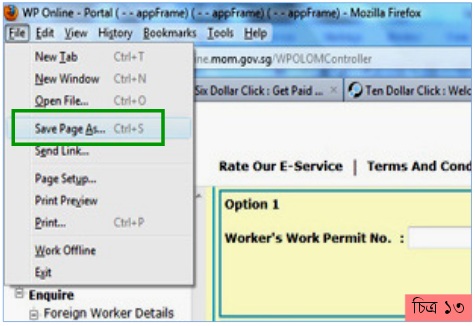 WP Online - Portal ( - - appFrame) ( - - appFrame) ( - - appFrame) - Mozilla Firefox
File Edit View History Bookmarks Tools Help
New Tab Ctrl+T
New Window Ctrl+N
Open File... Ctrl+O
Save Page As... Ctrl+S
Send Link...
Page Setup...
Print Preview
Print... Ctrl+P
Work Offline
Exit
ne.mom.gov.sg/WPOLOMController
Six Dollar Click : Get Paid ... × Ten Dollar Click : Welc
Rate Our E-Service | Terms And Cond
Option 1
Worker's Work Permit No. :
Enquire
Foreign Worker Details
চিত্র ১৩